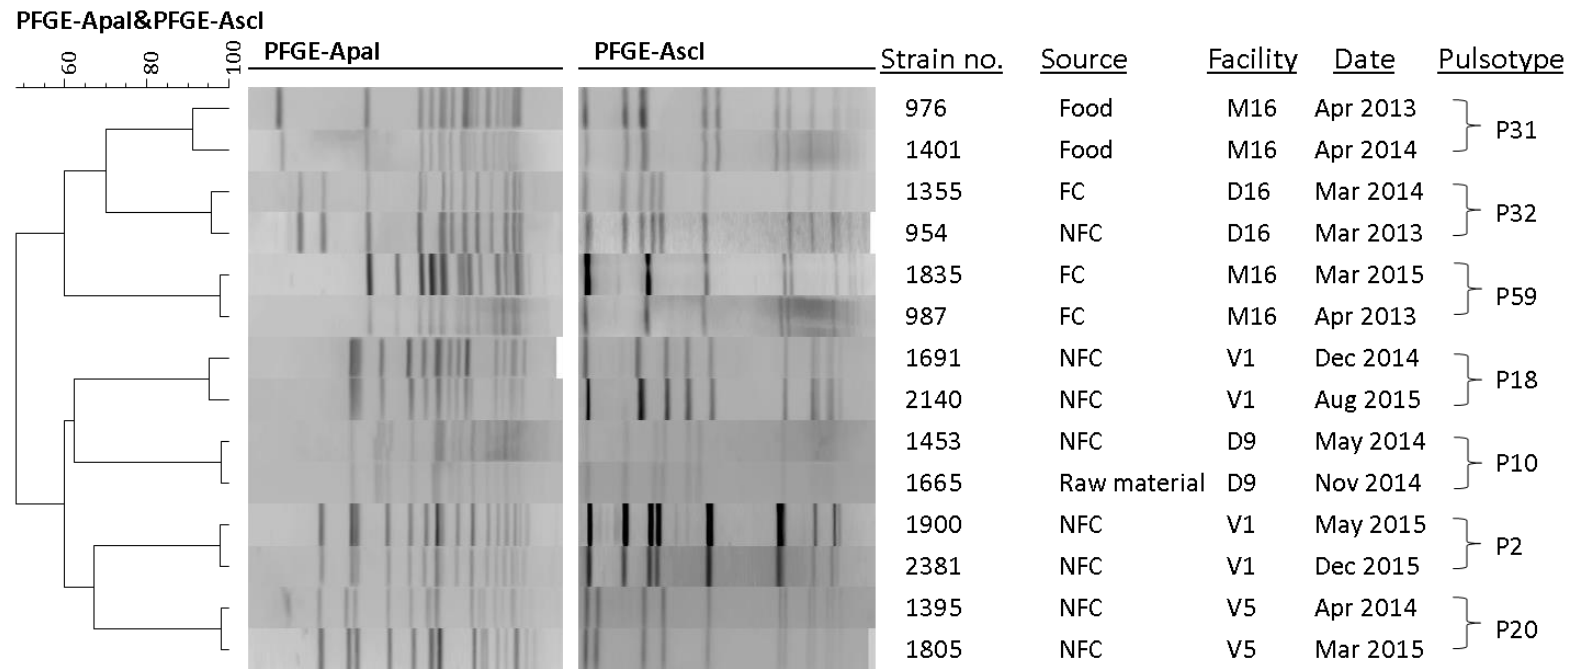 PFGE-ApaI&PFGE-AscI
60 80 100 PFGE-ApaI PFGE-AscI Strain no. Source Facility Date Pulsotype
976 Food M16 Apr 2013
P31
1401 Food M16 Apr 2014
1355 FC D16 Mar 2014
P32
954 NFC D16 Mar 2013
1835 FC M16 Mar 2015
P59
987 FC M16 Apr 2013
1691 NFC V1 Dec 2014
P18
2140 NFC V1 Aug 2015
1453 NFC D9 May 2014
P10
1665 Raw material D9 Nov 2014
1900 NFC V1 May 2015
P2
2381 NFC V1 Dec 2015
1395 NFC V5 Apr 2014
P20
1805 NFC V5 Mar 2015